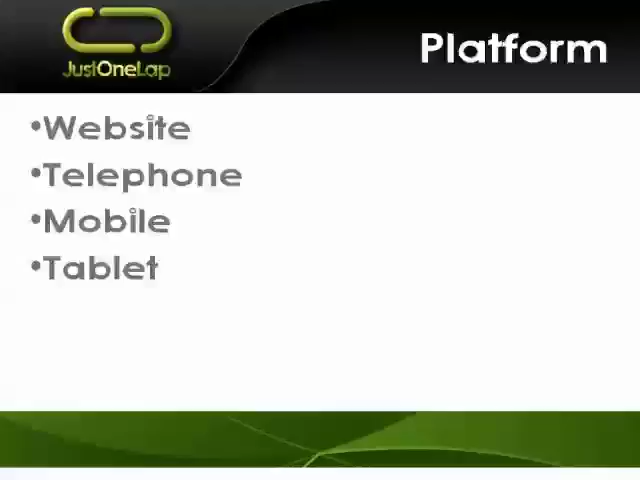 JustOneLap
Platform
•Website
•Telephone
•Mobile
•Tablet